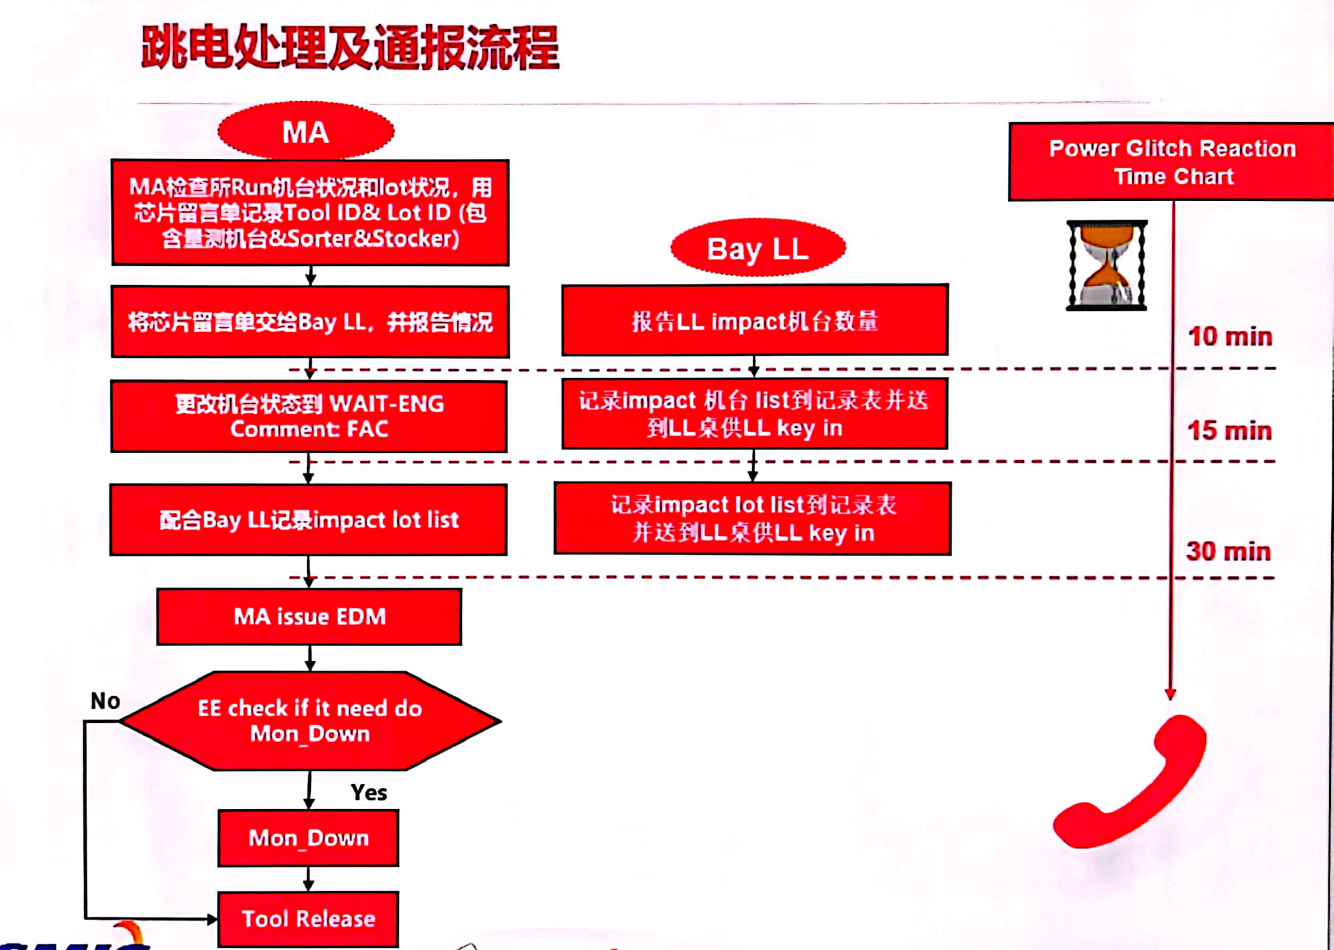 跳电处理及通报流程
MA
MA检查所Run机台状况和lot状况，用
芯片留言单记录Tool ID& Lot ID (包
含量测机台&Sorter&Stocker)
将芯片留言单交给Bay LL，并报告情况
更改机台状态到 WAIT-ENG
Comment: FAC
配合Bay LL记录impact lot list
MA issue EDM
EE check if it need do
Mon_Down
No
Yes
Mon_Down
Tool Release
Bay LL
报告LL impact机台数量
记录impact 机台 list到记录表并送
到LL桌供LL key in
记录impact lot list到记录表
并送到LL桌供LL key in
Power Glitch Reaction
Time Chart
10 min
15 min
30 min